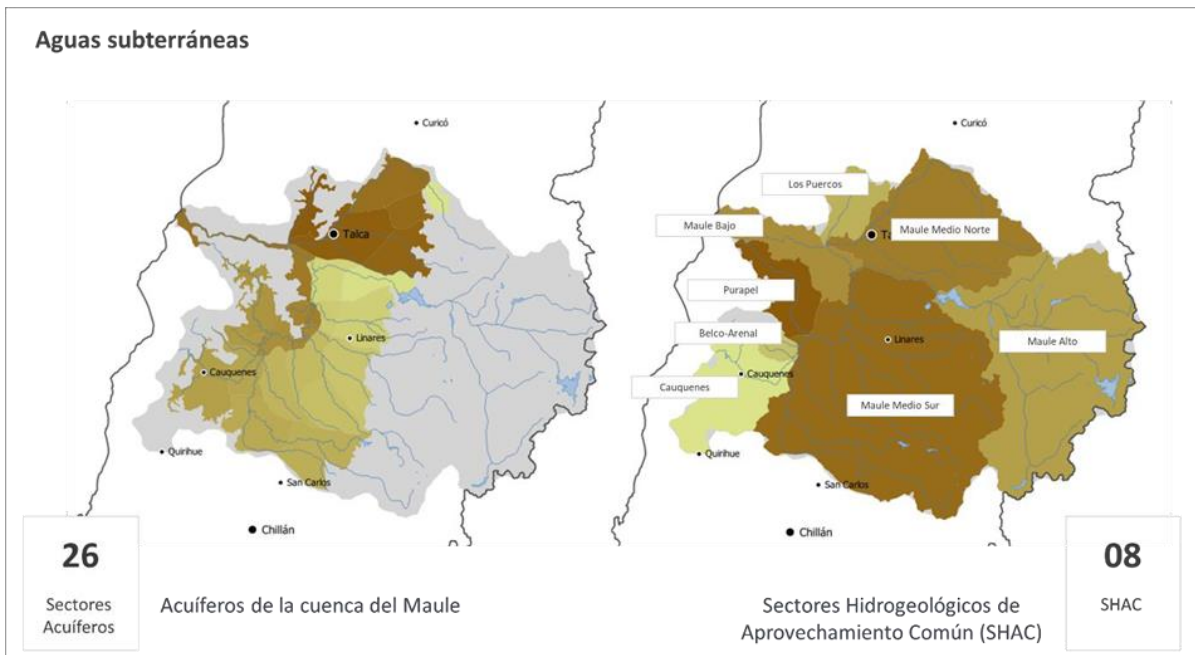 Aguas subterráneas
Curicó
Talca
Linares
Cauquenes
Quirihue
San Carlos
Chillán
26
Sectores
Acuíferos
Acuíferos de la cuenca del Maule
Curicó
Los Puercos
Maule Bajo
Ta
Maule Medio Norte
Purapel
Belco-Arenal
Linares
Maule Alto
Cauquenes
Cauquenes
Maule Medio Sur
Quirihue
San Carlos
Chillán
Sectores Hidrogeológicos de
Aprovechamiento Común (SHAC)
08
SHAC